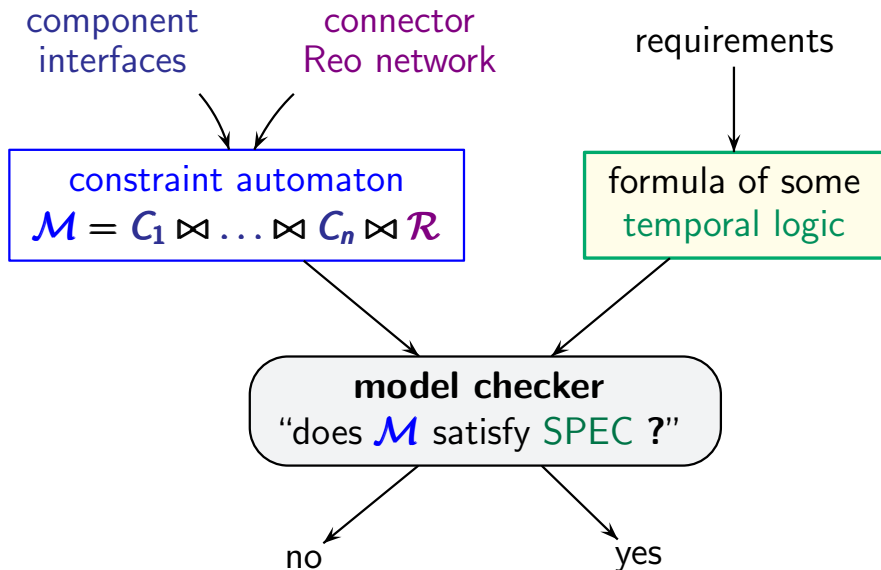 component
interfaces
connector
Reo network
requirements
constraint automaton
𝓜 = C₁ ⋈ … ⋈ Cₙ ⋈ 𝓡
formula of some
temporal logic
model checker
“does 𝓜 satisfy SPEC ?”
no
yes